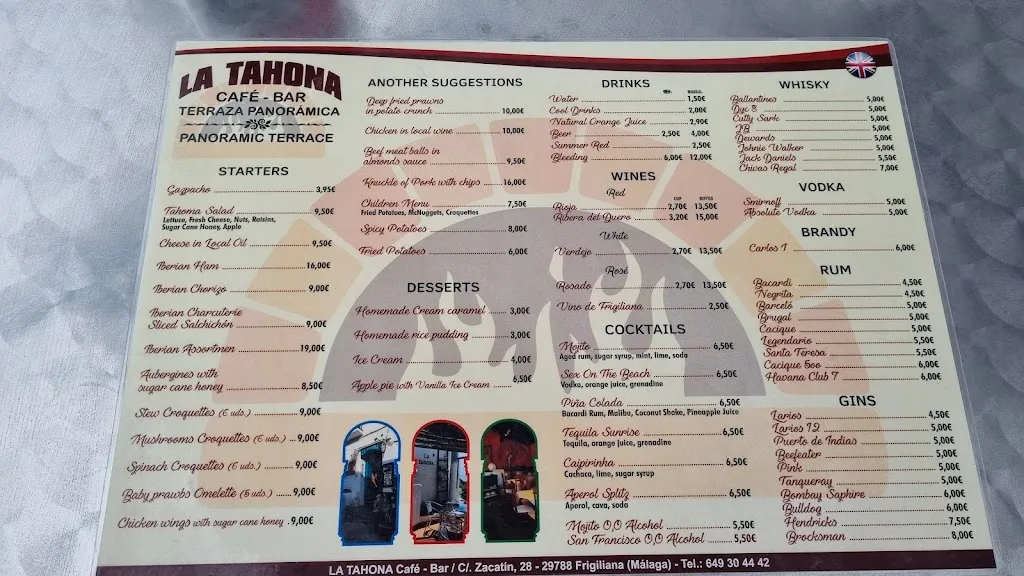 LA TAHONA
CAFÉ - BAR
TERRAZA PANORÁMICA
PANORAMIC TERRACE
STARTERS
Gazpacho 3,95€
Tahoma Salad 9,50€
Lettuce, Fresh Cheese, Nuts, Raisins,
Sugar Cane Honey, Apple
Cheese in Local Oil 9,50€
Iberian Ham 16,00€
Iberian Chorizo 9,00€
Iberian Charcuterie
Sliced Salchichón 9,00€
Iberian Assortmen 19,00€
Aubergines with
sugar cane honey 8,50€
Stew Croquettes (6 uds.) 9,00€
Mushrooms Croquettes (6 uds.) 9,00€
Spinach Croquettes (6 uds.) 9,00€
Baby prawbs Omelette (6 uds.) 9,00€
Chicken wings with sugar cane honey 9,00€
ANOTHER SUGGESTIONS
Deep fried prawns
in potato crunch 10,00€
Chicken in local wine 10,00€
Beef meat balls in
almonds sauce 9,50€
Knuckle of Pork with chips 16,00€
Children Menu 7,50€
Fried Potatoes, McNuggets, Croquettes
Spicy Potatoes 8,00€
Fried Potatoes 6,00€
DESSERTS
Homemade Cream caramel 3,00€
Homemade rice pudding 3,00€
Ice Cream 4,00€
Apple pie with Vanilla Ice Cream 6,50€
DRINKS
Water 1,50€
Cool Drinks 2,00€
Natural Orange Juice 2,90€
Beer 2,50€ 4,00€
Summer Red 2,50€
Bleeding 6,00€ 12,00€
WINES
Red
CUP BOTTLE
Rioja 2,70€ 13,50€
Ribera del Duero 3,20€ 15,00€
White
Verdejo 2,70€ 13,50€
Rosé
Rosado 2,70€ 13,50€
Vino de Frigiliana 2,50€
COCKTAILS
Mojito 6,50€
Aged rum, sugar syrup, mint, lime, soda
Sex On The Beach 6,50€
Vodka, orange juice, grenadine
Piña Colada 6,50€
Bacardi Rum, Malibu, Coconut Shake, Pineapple Juice
Tequila Sunrise 6,50€
Tequila, orange juice, grenadine
Caipirinha 6,50€
Cachaca, lime, sugar syrup
Aperol Splitz 6,50€
Aperol, cava, soda
Mojito 0,0 Alcohol 5,50€
San Francisco 0,0 Alcohol 5,50€
WHISKY
Ballantines 5,00€
Dyc 8 5,00€
Cutty Sark 5,00€
JB 5,00€
Dewards 5,00€
Johnie Walker 5,00€
Jack Daniels 5,50€
Chivas Regal 7,00€
VODKA
Smirnoff 5,00€
Absolute Vodka 5,00€
BRANDY
Carlos 1 6,00€
RUM
Bacardi 4,50€
Negrita 4,50€
Barceló 5,00€
Brugal 5,00€
Cacique 5,00€
Legendario 5,50€
Santa Teresa 5,50€
Cacique 500 6,00€
Havana Club 7 6,00€
GINS
Larios 4,50€
Larios 12 5,00€
Puerto de Indias 5,00€
Beefeater 5,00€
Pink 5,00€
Tanqueray 5,00€
Bombay Saphire 6,00€
Bulldog 6,00€
Hendricks 7,50€
Brocksman 8,00€
LA TAHONA Café - Bar / C/. Zacatín, 28 - 29788 Frigiliana (Málaga) - Tel.: 649 30 44 42